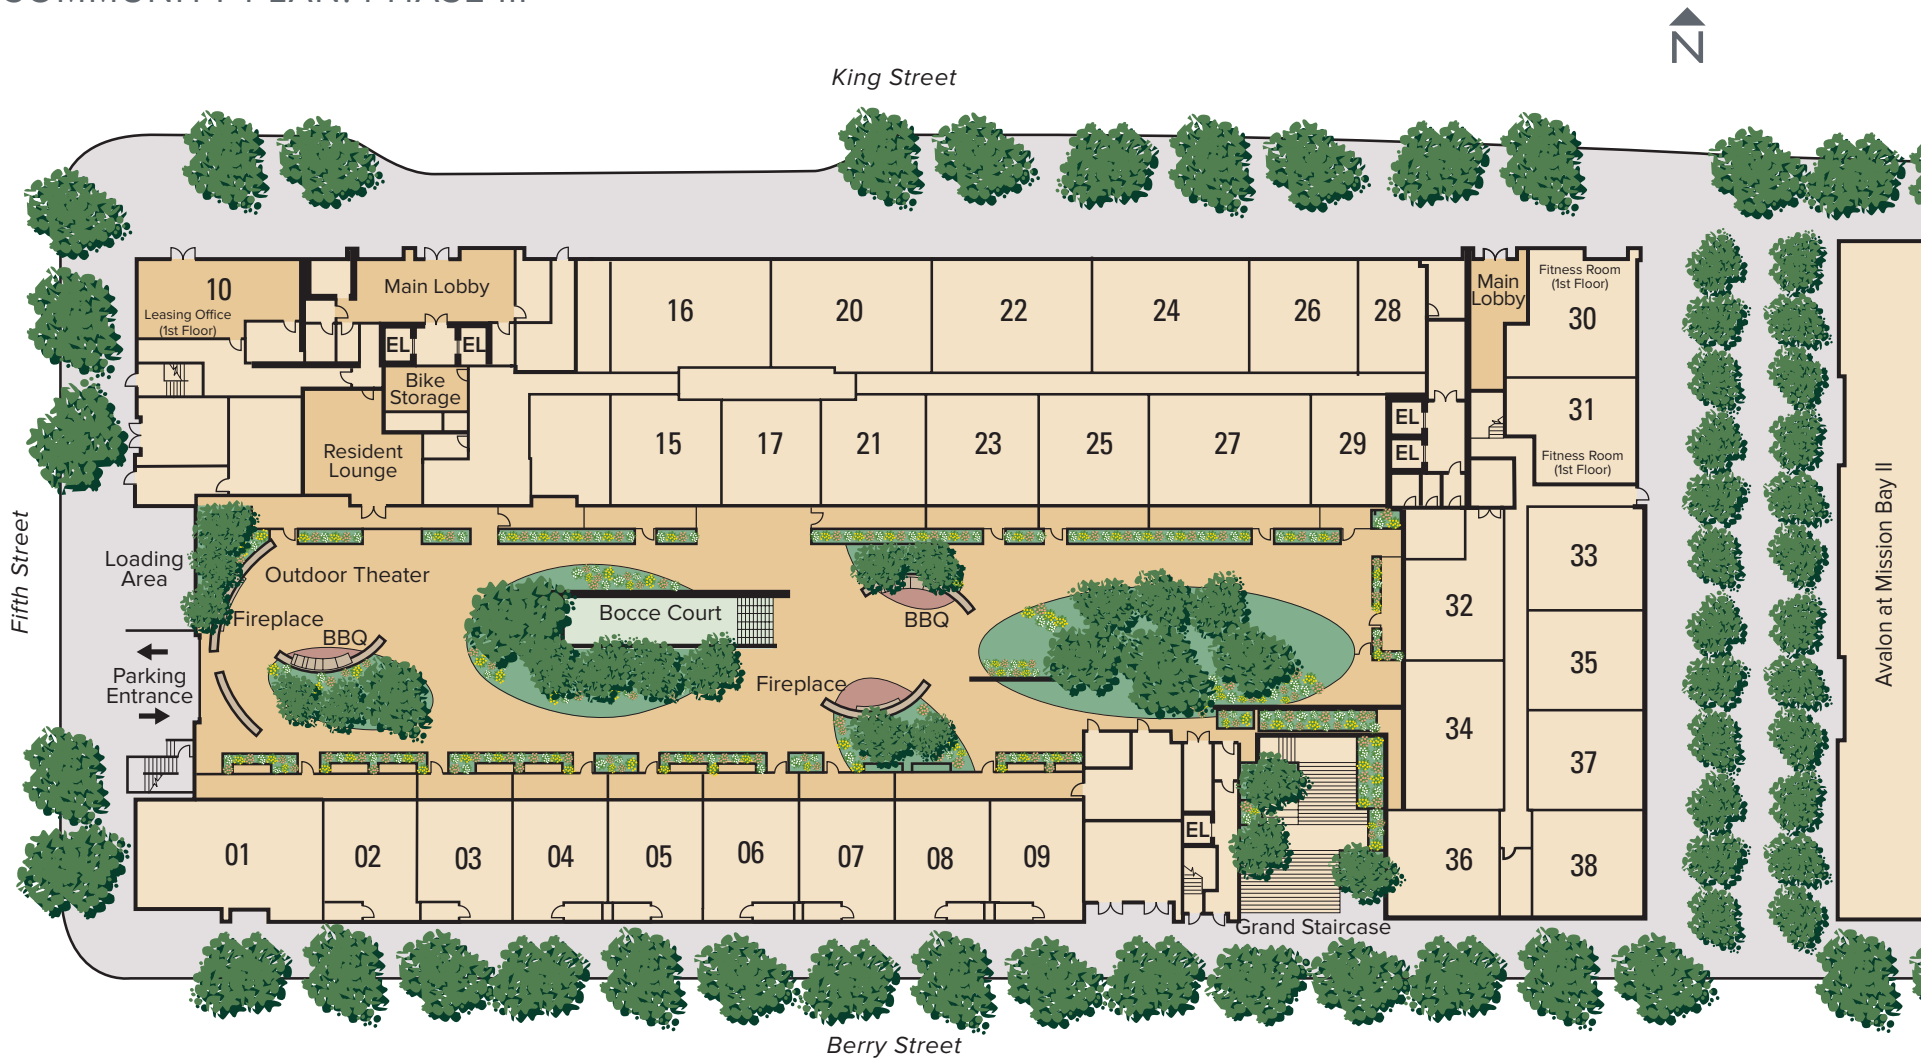 COMMUNITY PLAN: PHASE III
N
King Street
10
Leasing Office
(1st Floor)
Main Lobby
EL
EL
Bike
Storage
Resident
Lounge
16
20
22
24
26
28
Main
Lobby
Fitness Room
(1st Floor)
30
31
Fitness Room
(1st Floor)
15
17
21
23
25
27
29
EL
EL
Fifth Street
Loading
Area
Outdoor Theater
Fireplace
BBQ
Parking
Entrance
Bocce Court
BBQ
Fireplace
32
33
34
35
36
37
38
Avalon at Mission Bay II
01
02
03
04
05
06
07
08
09
EL
Grand Staircase
Berry Street